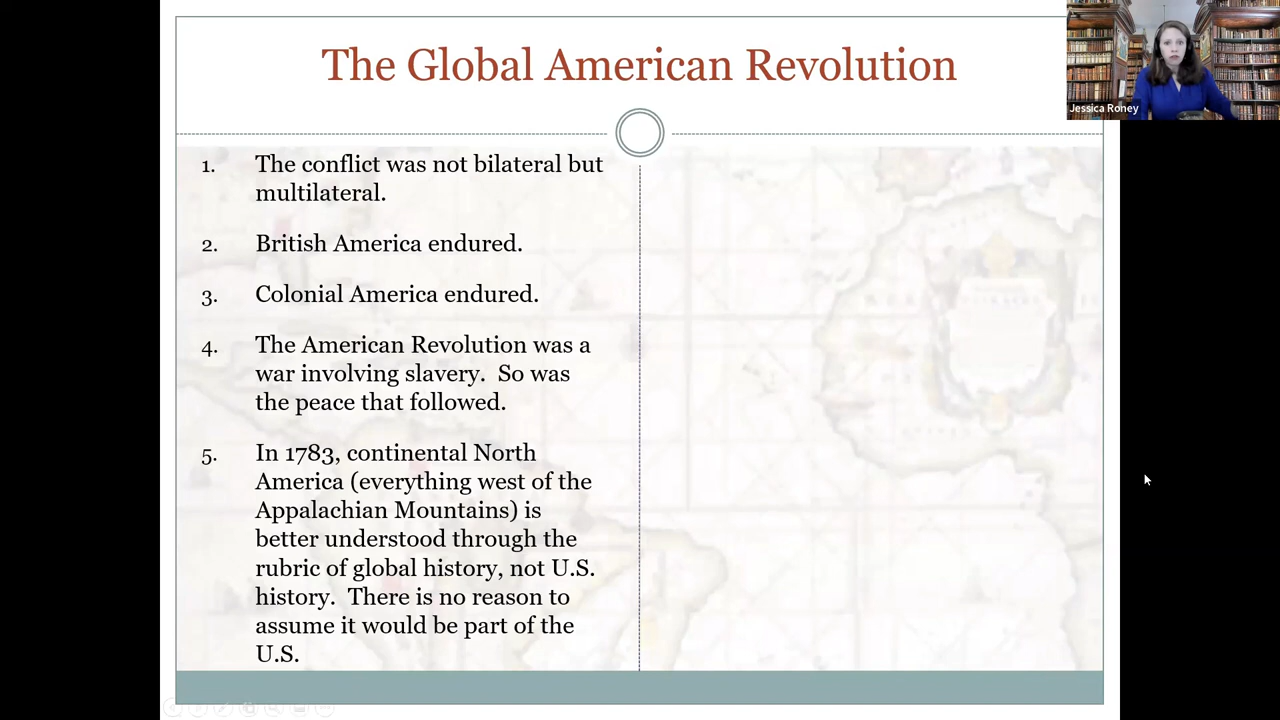 The Global American Revolution
Jessica Roney
1. The conflict was not bilateral but
multilateral.
2. British America endured.
3. Colonial America endured.
4. The American Revolution was a
war involving slavery.  So was
the peace that followed.
5. In 1783, continental North
America (everything west of the
Appalachian Mountains) is
better understood through the
rubric of global history, not U.S.
history.  There is no reason to
assume it would be part of the
U.S.